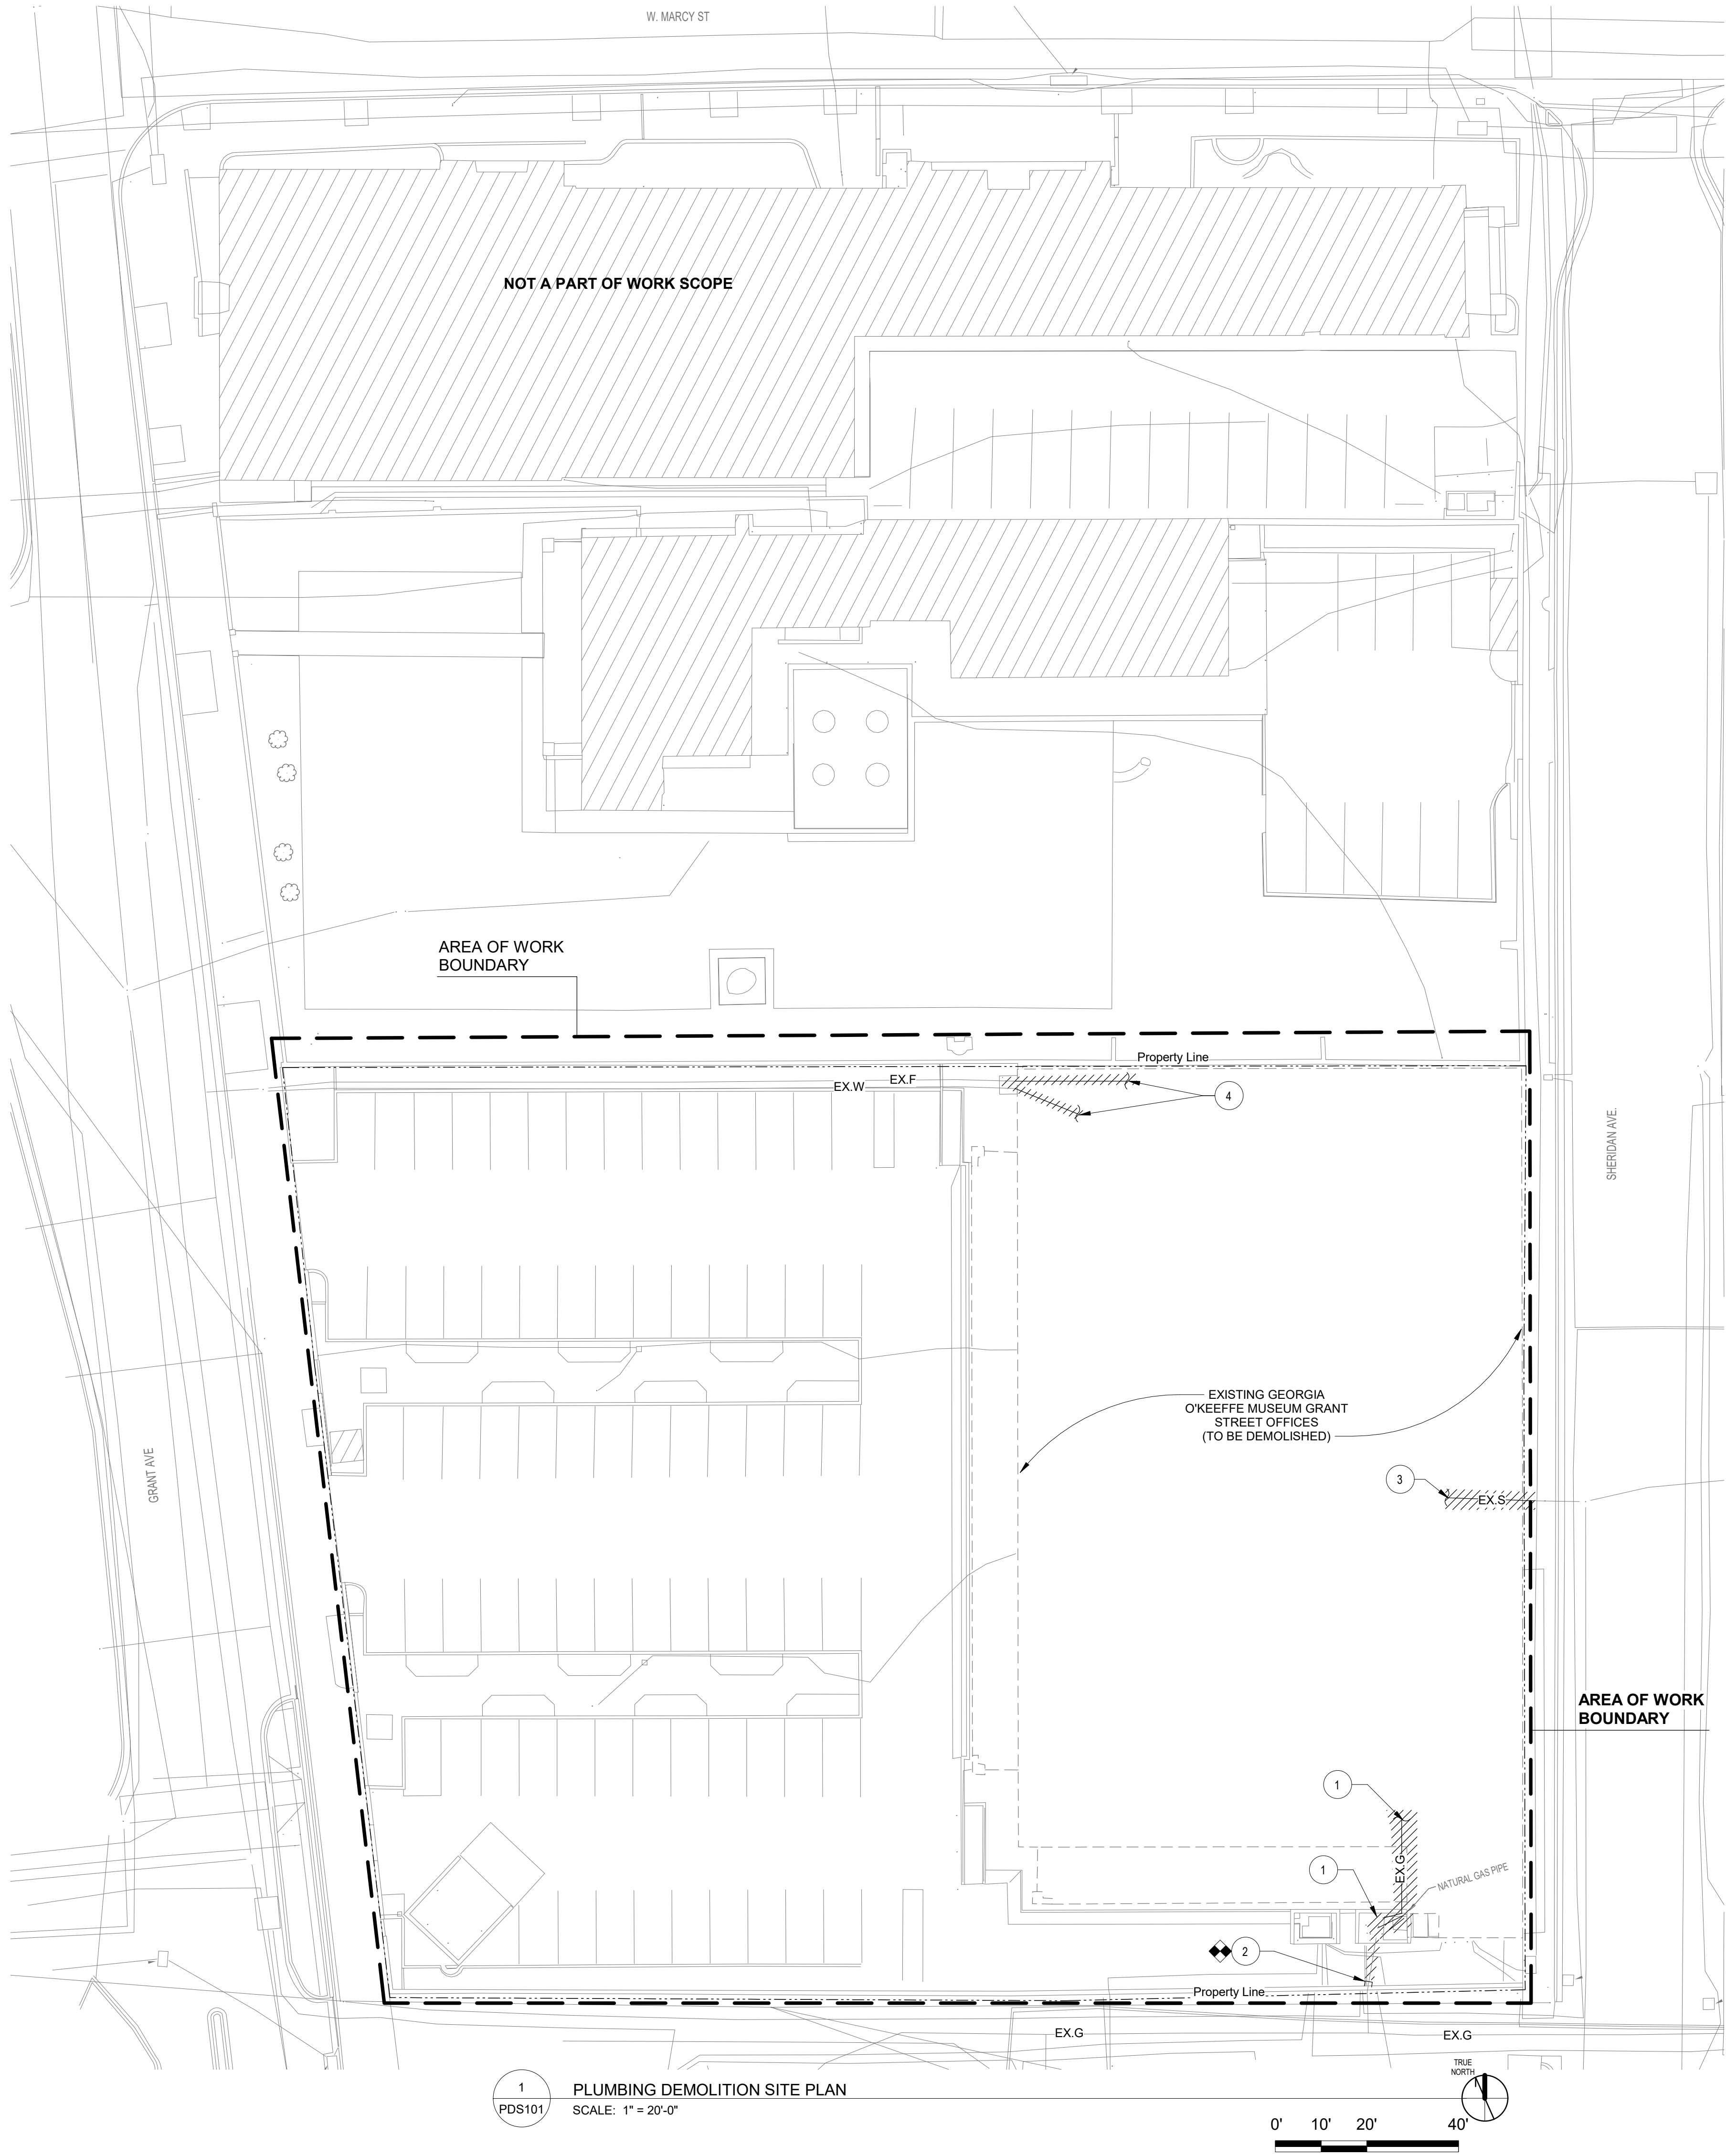 W. MARCY ST
NOT A PART OF WORK SCOPE
AREA OF WORK
BOUNDARY
Property Line
EX.F
EX.W
4
SHERIDAN AVE.
EXISTING GEORGIA
O'KEEFFE MUSEUM GRANT
STREET OFFICES
(TO BE DEMOLISHED)
GRANT AVE
3
EX.S
AREA OF WORK
BOUNDARY
1
1
EX.G
NATURAL GAS PIPE
2
Property Line
EX.G
EX.G
1
PDS101
PLUMBING DEMOLITION SITE PLAN
SCALE: 1" = 20'-0"
TRUE
NORTH
0' 10' 20' 40'